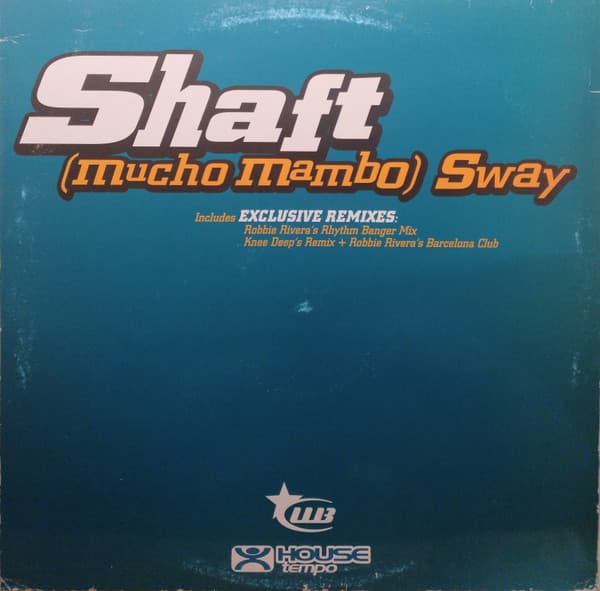 Shaft
(mucho mambo) Sway
Includes EXCLUSIVE REMIXES:
Robbie Rivera's Rhythm Banger Mix
Knee Deep's Remix + Robbie Rivera's Barcelona Club
HOUSE
tempo